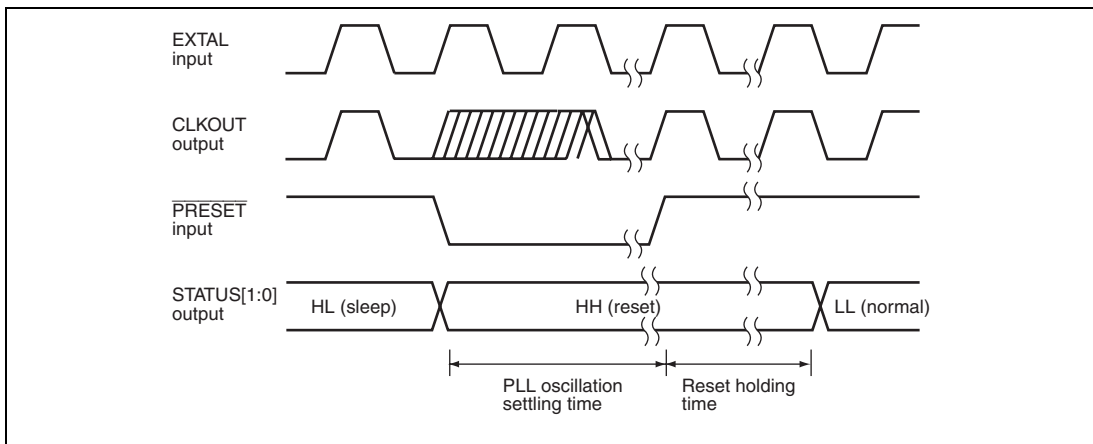 EXTAL
input
CLKOUT
output
PRESET
input
STATUS[1:0]
output
HL (sleep)
HH (reset)
LL (normal)
PLL oscillation
settling time
Reset holding
time